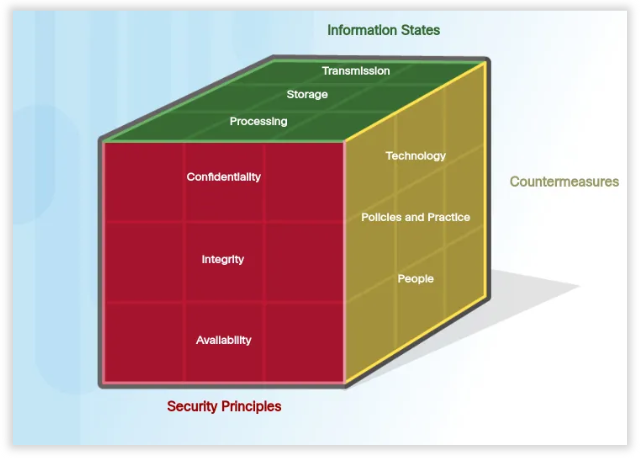 Information States
Transmission
Storage
Processing
Confidentiality
Technology
Countermeasures
Policies and Practice
Integrity
People
Availability
Security Principles